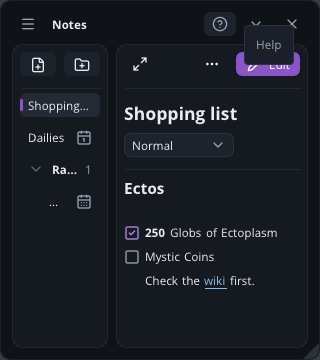 Notes
Help
Edit
Shopping...
Dailies
Ra... 1
...
Shopping list
Normal
Ectos
250 Globs of Ectoplasm
Mystic Coins
Check the wiki first.